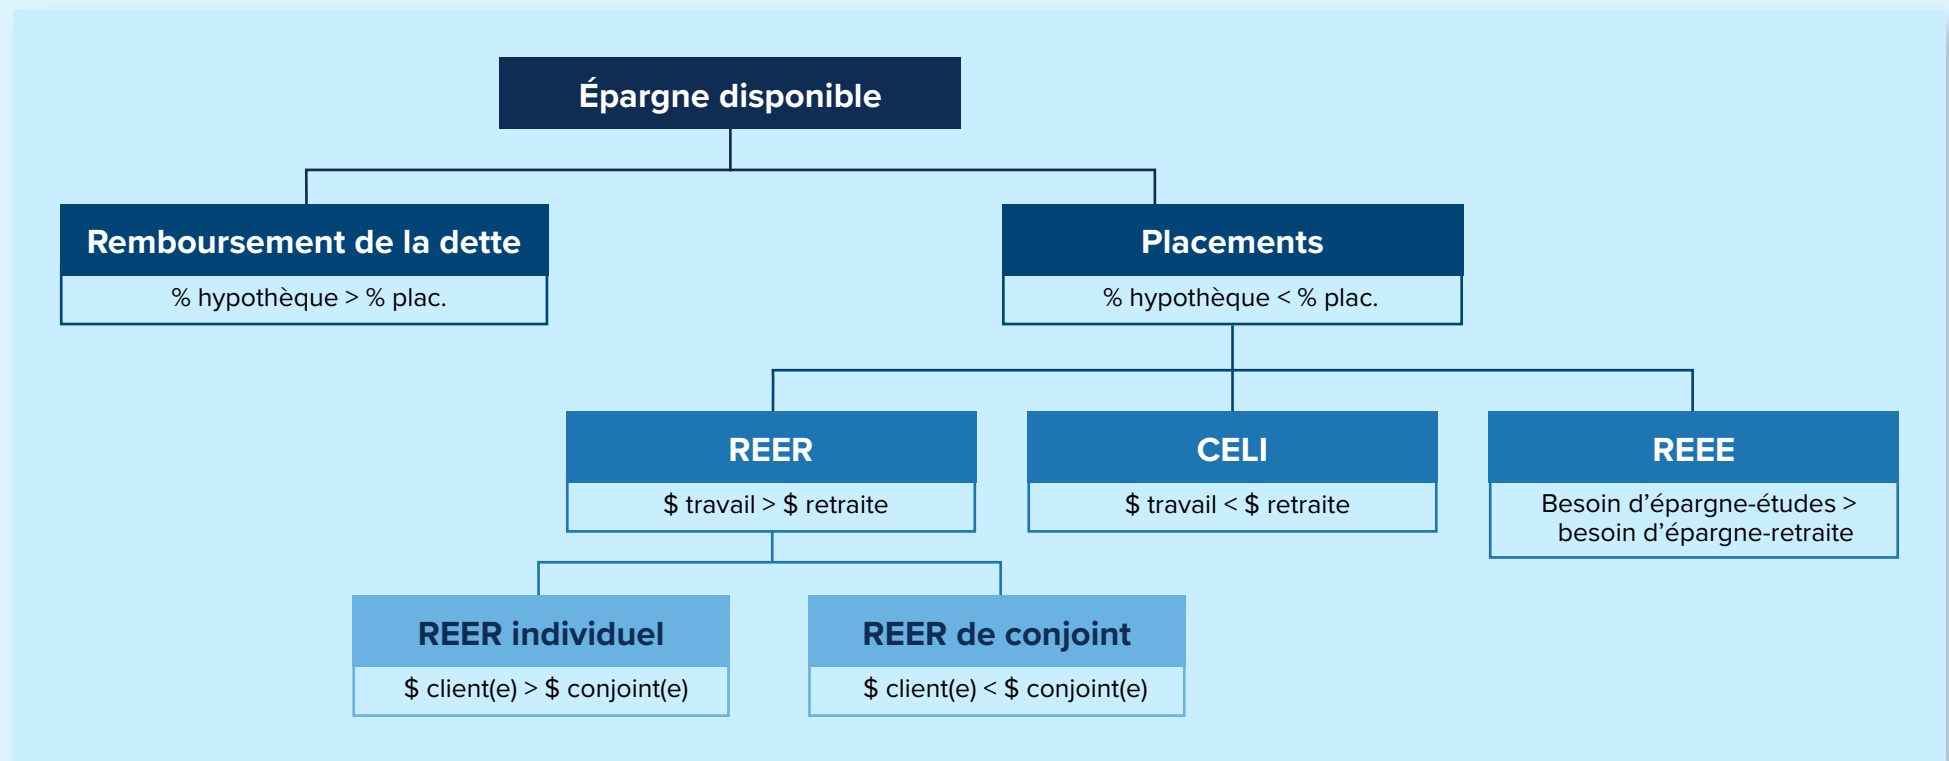 Épargne disponible
Remboursement de la dette
% hypothèque > % plac.
Placements
% hypothèque < % plac.
REER
$ travail > $ retraite
CELI
$ travail < $ retraite
REEE
Besoin d’épargne-études >
besoin d’épargne-retraite
REER individuel
$ client(e) > $ conjoint(e)
REER de conjoint
$ client(e) < $ conjoint(e)